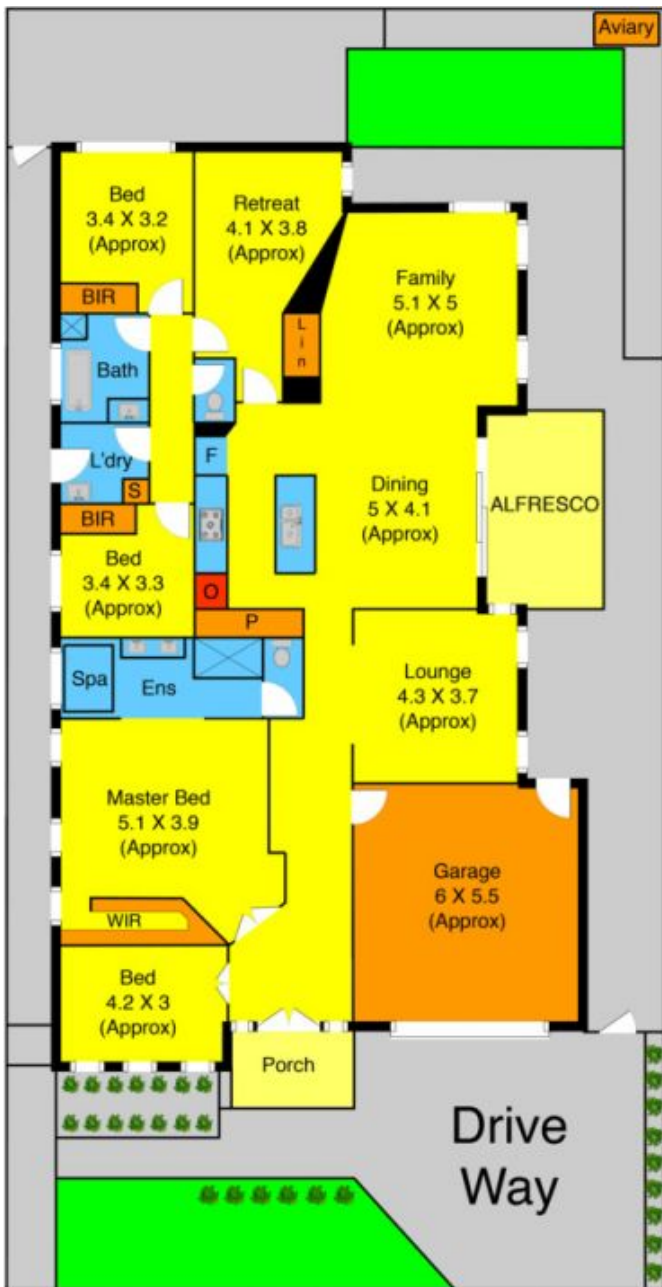 Aviary
Bed
3.4 X 3.2
(Approx)
Retreat
4.1 X 3.8
(Approx)
Family
5.1 X 5
(Approx)
BIR
L
i
n
Bath
F
L'dry
S
BIR
Dining
5 X 4.1
(Approx)
ALFRESCO
Bed
3.4 X 3.3
(Approx)
O
P
Spa
Ens
Lounge
4.3 X 3.7
(Approx)
Master Bed
5.1 X 3.9
(Approx)
Garage
6 X 5.5
(Approx)
WIR
Bed
4.2 X 3
(Approx)
Porch
Drive
Way